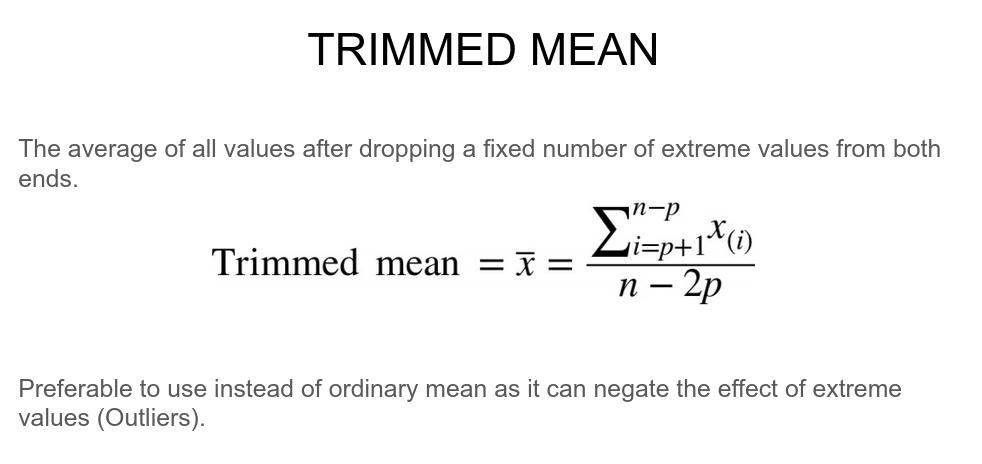 TRIMMED MEAN
The average of all values after dropping a fixed number of extreme values from both
ends.
Trimmed mean = x̄ = \frac{\sum_{i=p+1}^{n-p} x_{(i)}}{n - 2p}
Preferable to use instead of ordinary mean as it can negate the effect of extreme
values (Outliers).